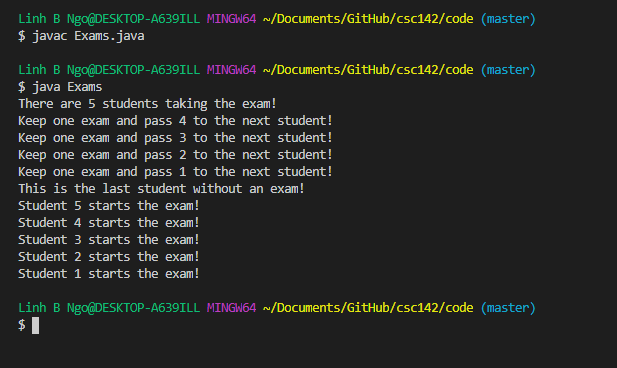 Linh B Ngo@DESKTOP-A639ILL MINGW64 ~/Documents/GitHub/csc142/code (master)
$ javac Exams.java
Linh B Ngo@DESKTOP-A639ILL MINGW64 ~/Documents/GitHub/csc142/code (master)
$ java Exams
There are 5 students taking the exam!
Keep one exam and pass 4 to the next student!
Keep one exam and pass 3 to the next student!
Keep one exam and pass 2 to the next student!
Keep one exam and pass 1 to the next student!
This is the last student without an exam!
Student 5 starts the exam!
Student 4 starts the exam!
Student 3 starts the exam!
Student 2 starts the exam!
Student 1 starts the exam!
Linh B Ngo@DESKTOP-A639ILL MINGW64 ~/Documents/GitHub/csc142/code (master)
$